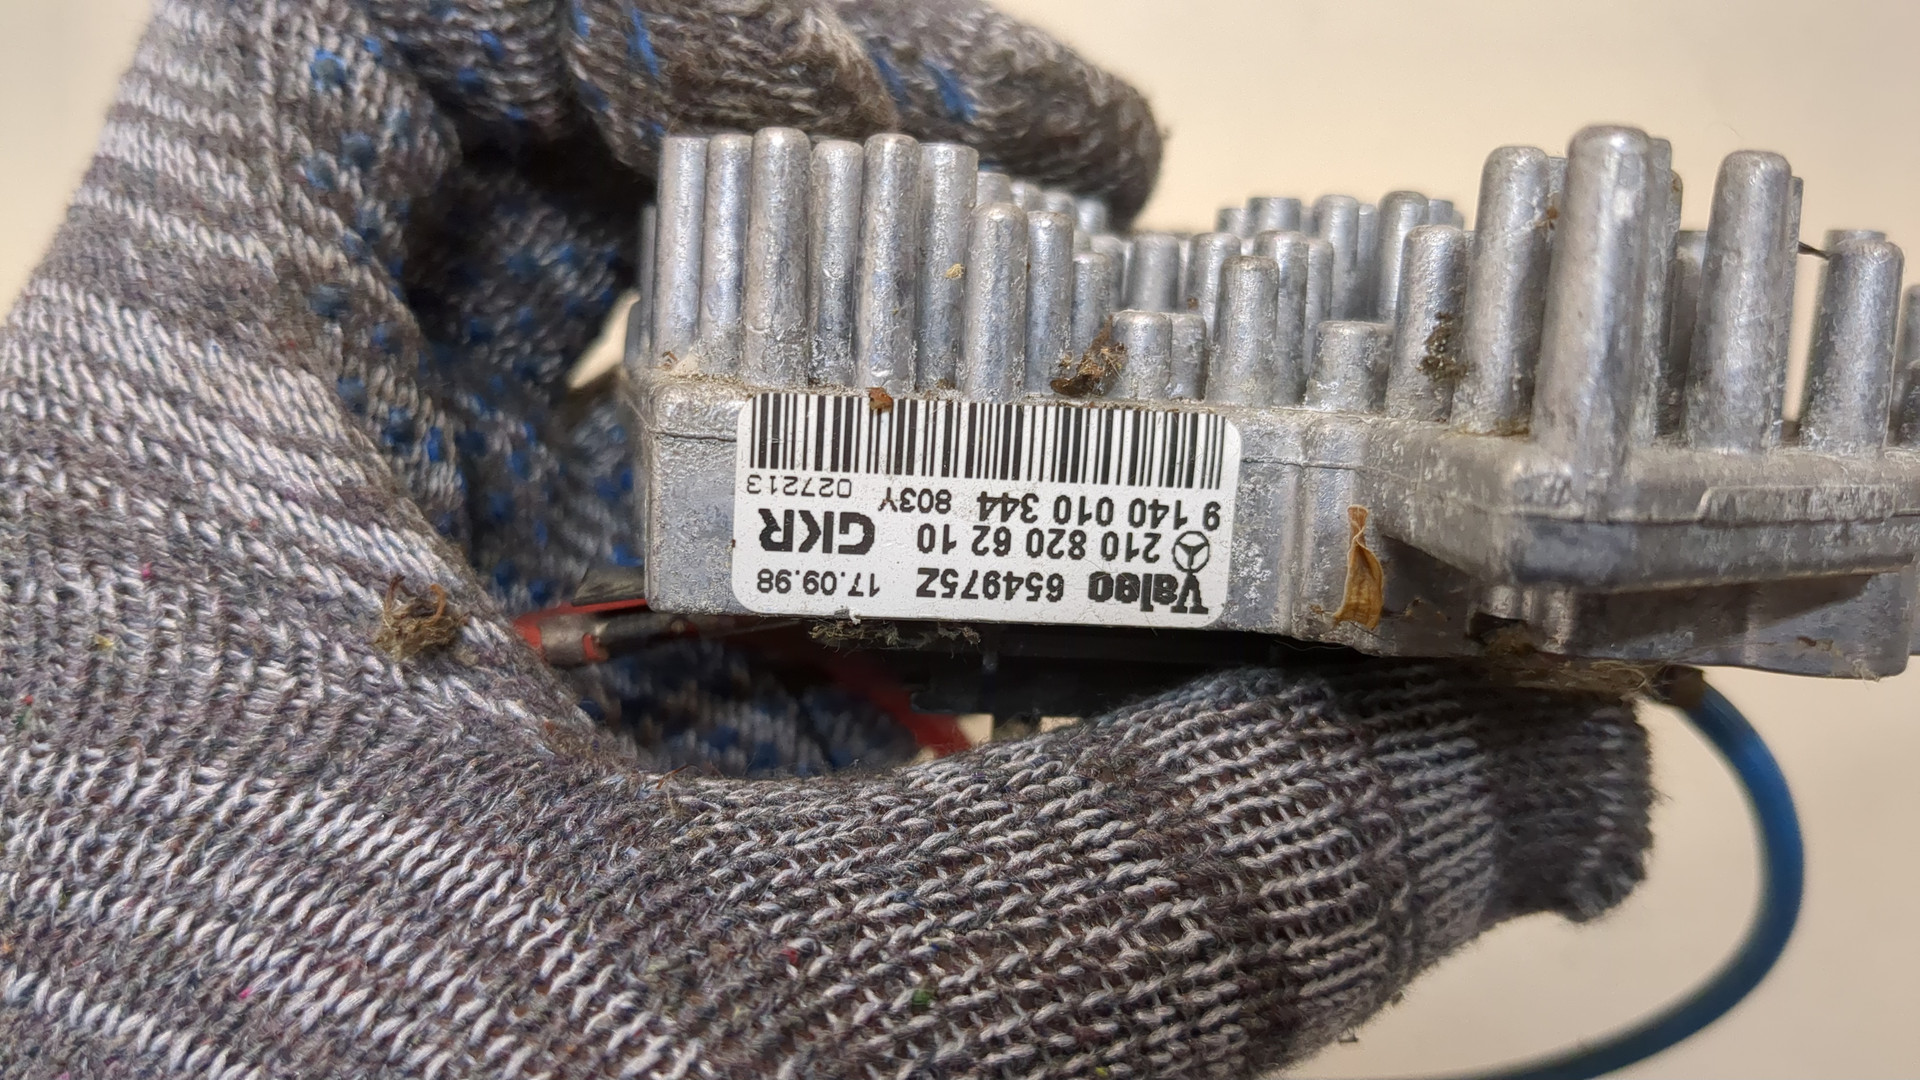 Valeo 654975Z 17.09.98
210 820 62 10 GKR
9 140 010 344 803Y 027213